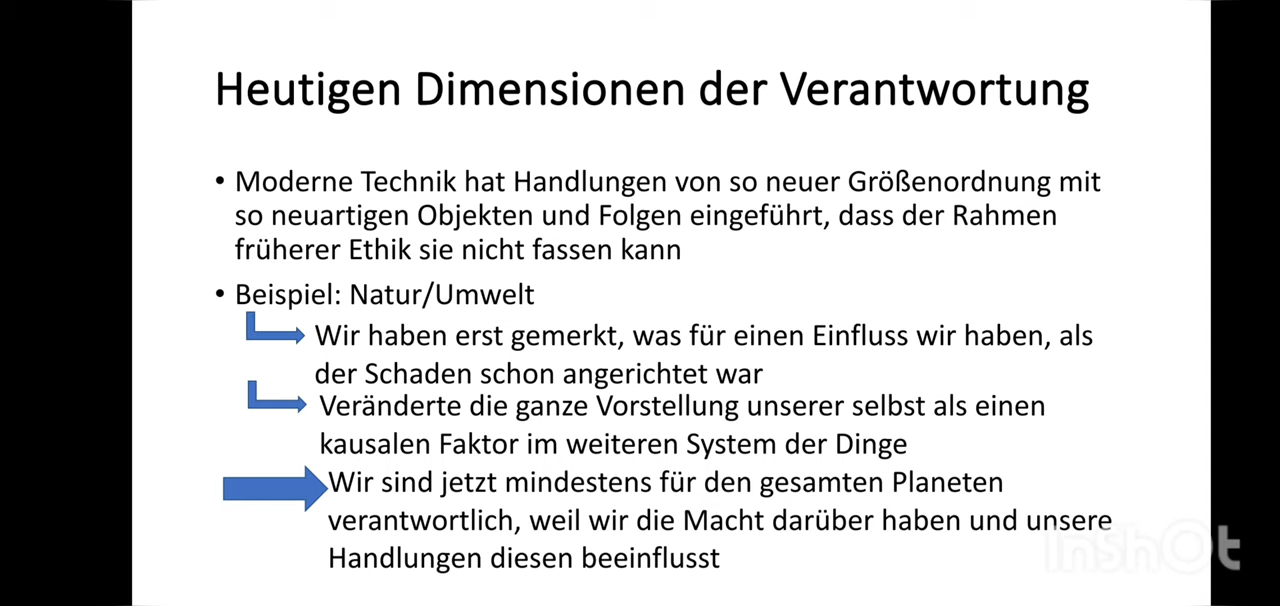 Heutigen Dimensionen der Verantwortung
• Moderne Technik hat Handlungen von so neuer Größenordnung mit
so neuartigen Objekten und Folgen eingeführt, dass der Rahmen
früherer Ethik sie nicht fassen kann
• Beispiel: Natur/Umwelt
Wir haben erst gemerkt, was für einen Einfluss wir haben, als
der Schaden schon angerichtet war
Veränderte die ganze Vorstellung unserer selbst als einen
kausalen Faktor im weiteren System der Dinge
Wir sind jetzt mindestens für den gesamten Planeten
verantwortlich, weil wir die Macht darüber haben und unsere
Handlungen diesen beeinflusst
InShOt